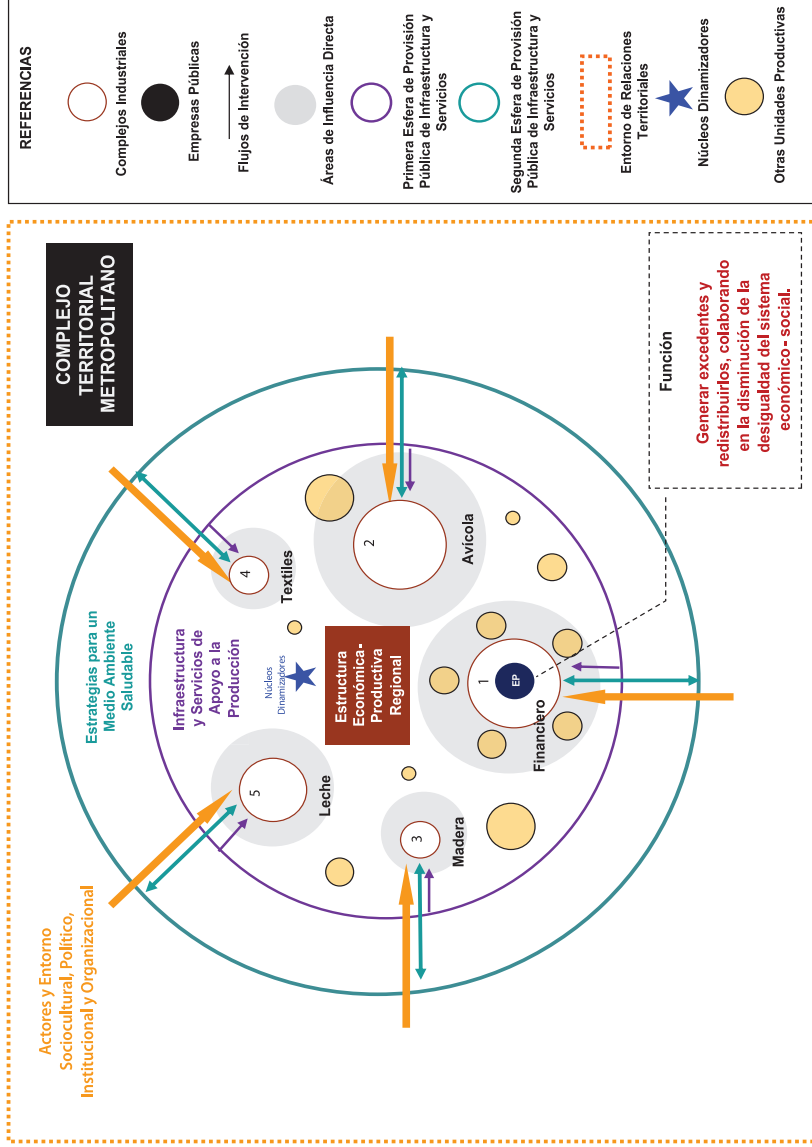 Actores y Entorno
Sociocultural, Político,
Institucional y Organizacional
COMPLEJO
TERRITORIAL
METROPOLITANO
Estrategias para un
Medio Ambiente
Saludable
Infraestructura
y Servicios de
Apoyo a la
Producción
Núcleos
Dinamizadores
5
Leche
4
Textiles
Estructura
Económica-
Productiva
Regional
3
Madera
1
EP
Financiero
2
Avícola
Función
Generar excedentes y
redistribuirlos, colaborando
en la disminución de la
desigualdad del sistema
económico - social.
REFERENCIAS
Complejos Industriales
Empresas Públicas
Flujos de Intervención
Áreas de Influencia Directa
Primera Esfera de Provisión
Pública de Infraestructura y
Servicios
Segunda Esfera de Provisión
Pública de Infraestructura y
Servicios
Entorno de Relaciones
Territoriales
Núcleos Dinamizadores
Otras Unidades Productivas